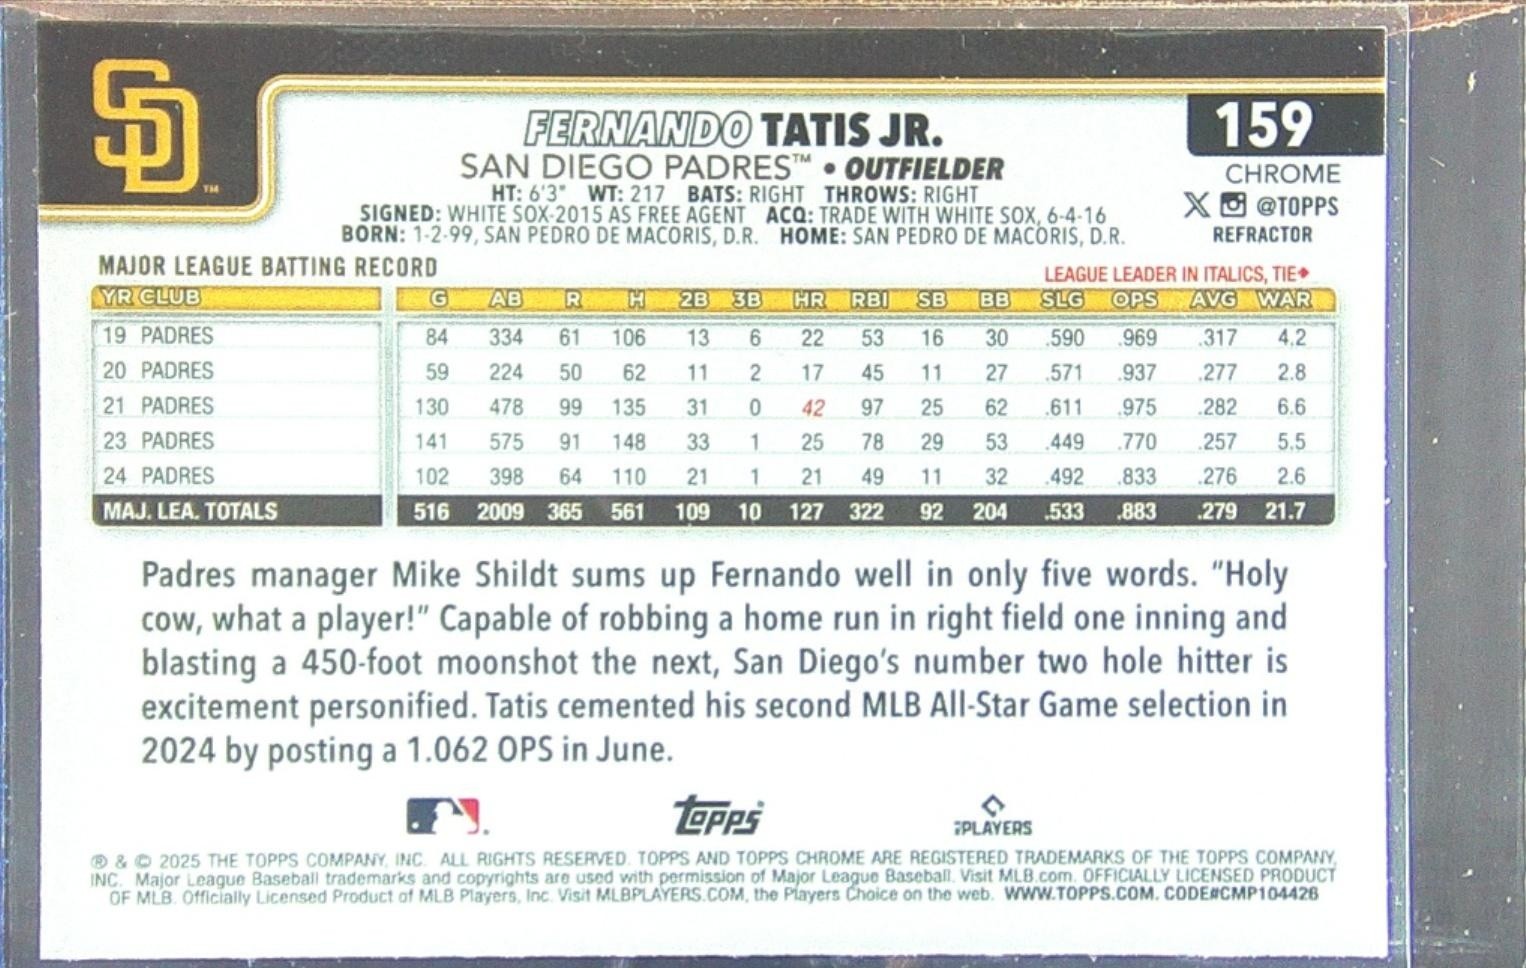 SD
TM
FERNANDO TATIS JR.
159
SAN DIEGO PADRES™ • OUTFIELDER
CHROME
HT: 6'3" WT: 217 BATS: RIGHT THROWS: RIGHT
@TOPPS
SIGNED: WHITE SOX-2015 AS FREE AGENT ACQ: TRADE WITH WHITE SOX, 6-4-16
BORN: 1-2-99, SAN PEDRO DE MACORIS, D.R. HOME: SAN PEDRO DE MACORIS, D.R.
REFRACTOR
MAJOR LEAGUE BATTING RECORD
LEAGUE LEADER IN ITALICS, TIE♦
YR CLUB G AB R H 2B 3B HR RBI SB BB SLG OPS AVG WAR
19 PADRES 84 334 61 106 13 6 22 53 16 30 .590 .969 .317 4.2
20 PADRES 59 224 50 62 11 2 17 45 11 27 .571 .937 .277 2.8
21 PADRES 130 478 99 135 31 0 42 97 25 62 .611 .975 .282 6.6
23 PADRES 141 575 91 148 33 1 25 78 29 53 .449 .770 .257 5.5
24 PADRES 102 398 64 110 21 1 21 49 11 32 .492 .833 .276 2.6
MAJ. LEA. TOTALS 516 2009 365 561 109 10 127 322 92 204 .533 .883 .279 21.7
Padres manager Mike Shildt sums up Fernando well in only five words. "Holy
cow, what a player!" Capable of robbing a home run in right field one inning and
blasting a 450-foot moonshot the next, San Diego's number two hole hitter is
excitement personified. Tatis cemented his second MLB All-Star Game selection in
2024 by posting a 1.062 OPS in June.
Topps
PLAYERS
® & © 2025 THE TOPPS COMPANY, INC. ALL RIGHTS RESERVED. TOPPS AND TOPPS CHROME ARE REGISTERED TRADEMARKS OF THE TOPPS COMPANY,
INC. Major League Baseball trademarks and copyrights are used with permission of Major League Baseball. Visit MLB.com. OFFICIALLY LICENSED PRODUCT
OF MLB. Officially Licensed Product of MLB Players, Inc. Visit MLBPLAYERS.COM, the Players Choice on the web. WWW.TOPPS.COM. CODE#CMP104426